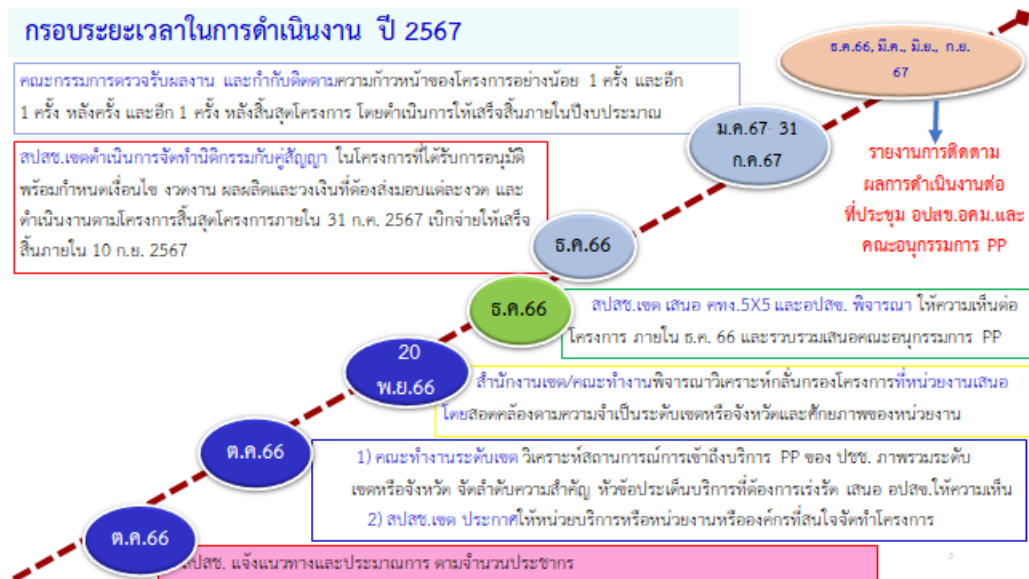 กรอบระยะเวลาในการดำเนินงาน ปี 2567
ธ.ค.66, มี.ค., มิ.ย., ก.ย.
67
คณะกรรมการตรวจรับผลงาน และกำกับติดตามความก้าวหน้าของโครงการอย่างน้อย 1 ครั้ง และอีก
1 ครั้ง หลังครั้ง และอีก 1 ครั้ง หลังสิ้นสุดโครงการ โดยดำเนินการให้เสร็จสิ้นภายในปีงบประมาณ
ม.ค.67- 31
ก.ค.67
รายงานการติดตาม
ผลการดำเนินงานต่อ
ที่ประชุม อปสข.อคม.และ
คณะอนุกรรมการ PP
สปสช.เขตดำเนินการจัดทำนิติกรรมกับคู่สัญญา ในโครงการที่ได้รับการอนุมัติ
พร้อมกำหนดเงื่อนไข งวดงาน ผลผลิตและวงเงินที่ต้องส่งมอบแต่ละงวด และ
ดำเนินงานตามโครงการสิ้นสุดโครงการภายใน 31 ก.ค. 2567 เบิกจ่ายให้เสร็จ
สิ้นภายใน 10 ก.ย. 2567
ธ.ค.66
ธ.ค.66
สปสช.เขต เสนอ คทง.5X5 และอปสข. พิจารณา ให้ความเห็นต่อ
โครงการ ภายใน ธ.ค. 66 และรวบรวมเสนอคณะอนุกรรมการ PP
20
พ.ย.66
สำนักงานเขต/คณะทำงานพิจารณาวิเคราะห์กลั่นกรองโครงการที่หน่วยงานเสนอ
โดยสอดคล้องตามความจำเป็นระดับเขตหรือจังหวัดและศักยภาพของหน่วยงาน
ต.ค.66
1) คณะทำงานระดับเขต วิเคราะห์สถานการณ์การเข้าถึงบริการ PP ของ ปชช. ภาพรวมระดับ
เขตหรือจังหวัด จัดลำดับความสำคัญ หัวข้อประเด็นบริการที่ต้องการเร่งรัด เสนอ อปสข.ให้ความเห็น
2) สปสช.เขต ประกาศให้หน่วยบริการหรือหน่วยงานหรือองค์กรที่สนใจจัดทำโครงการ
ต.ค.66
สปสช. แจ้งแนวทางและประมาณการ ตามจำนวนประชากร
2